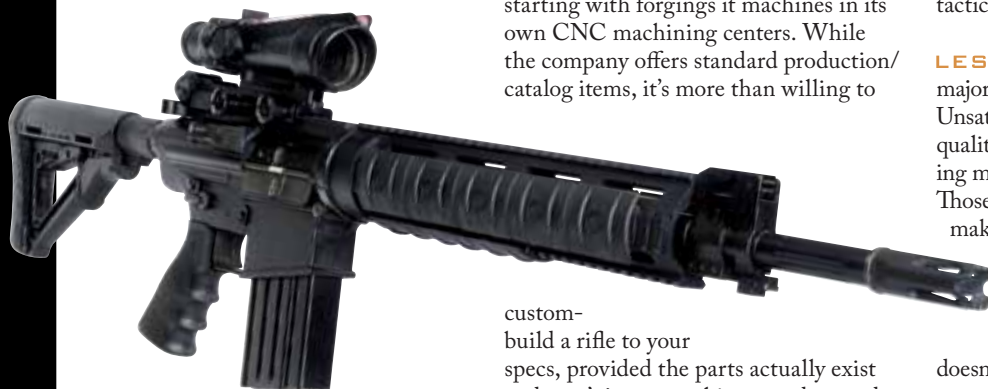 starting with forgings it machines in its
own CNC machining centers. While
the company offers standard production/
catalog items, it's more than willing to
custom-
build a rifle to your
specs, provided the parts actually exist
tactic
LES
major
Unsat
qualit
ing m
Those
mak
doesn